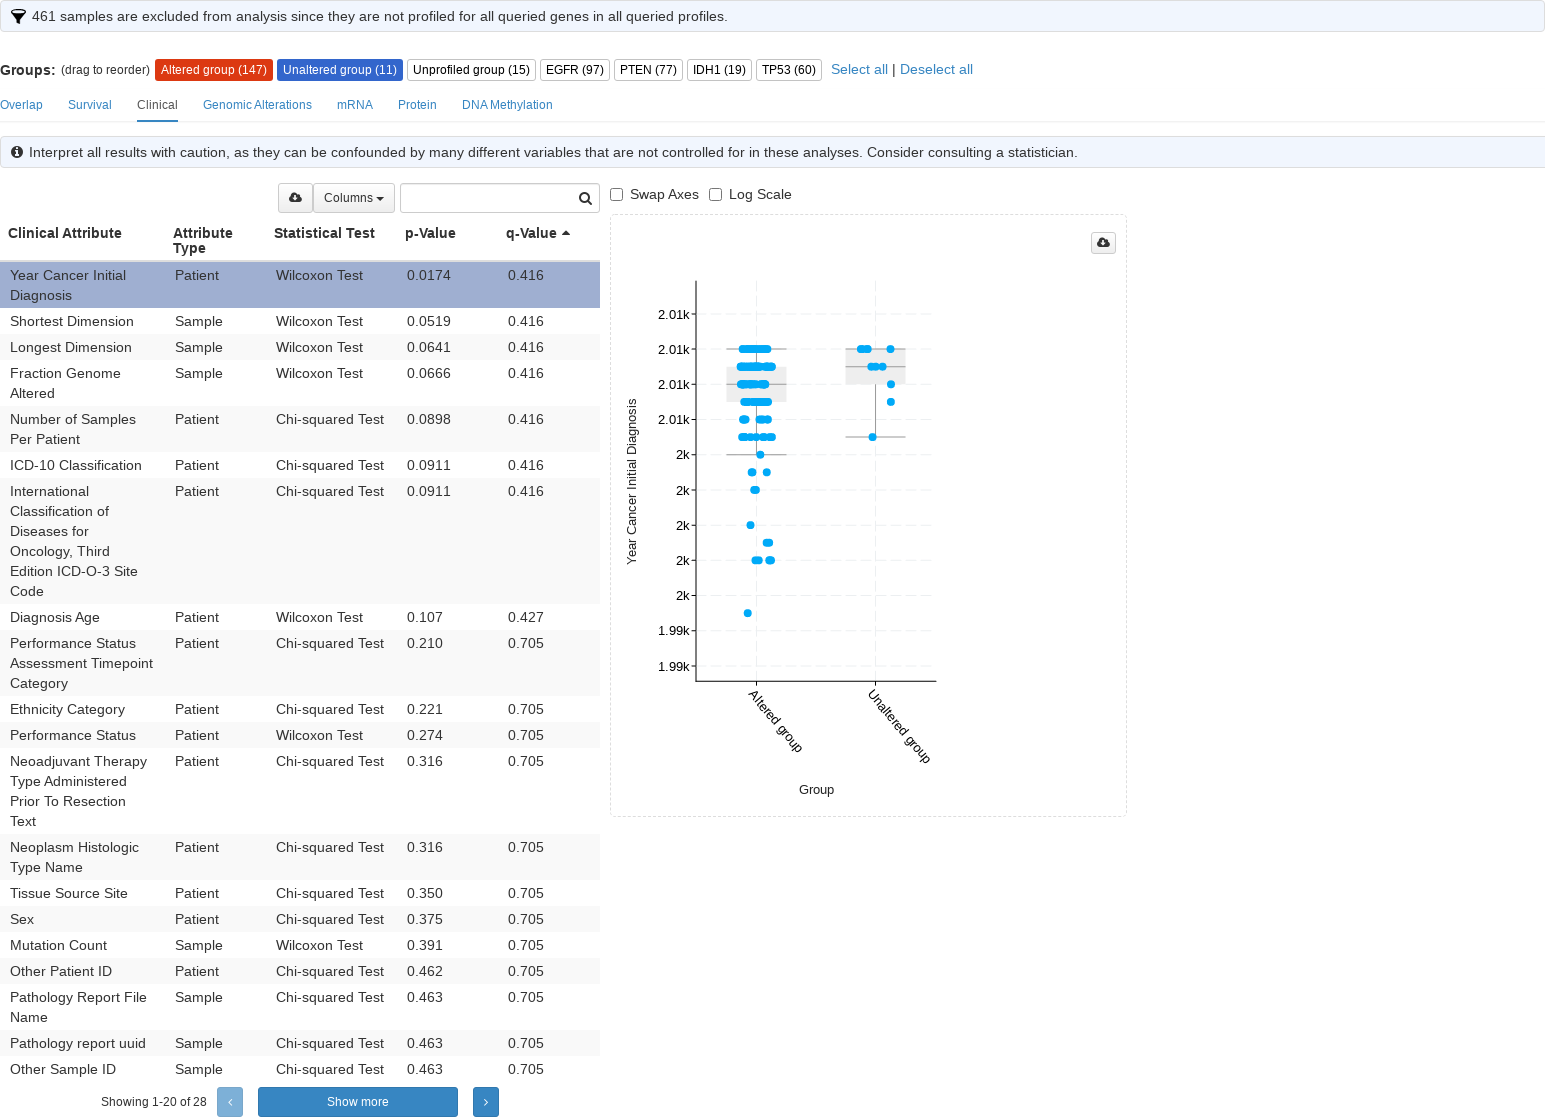 461 samples are excluded from analysis since they are not profiled for all queried genes in all queried profiles.
Groups: (drag to reorder) Altered group (147) Unaltered group (11) Unprofiled group (15) EGFR (97) PTEN (77) IDH1 (19) TP53 (60) Select all | Deselect all
Overlap Survival Clinical Genomic Alterations mRNA Protein DNA Methylation
Interpret all results with caution, as they can be confounded by many different variables that are not controlled for in these analyses. Consider consulting a statistician.
Columns
Clinical Attribute Attribute Type Statistical Test p-Value q-Value
Year Cancer Initial Diagnosis Patient Wilcoxon Test 0.0174 0.416
Shortest Dimension Sample Wilcoxon Test 0.0519 0.416
Longest Dimension Sample Wilcoxon Test 0.0641 0.416
Fraction Genome Altered Sample Wilcoxon Test 0.0666 0.416
Number of Samples Per Patient Patient Chi-squared Test 0.0898 0.416
ICD-10 Classification Patient Chi-squared Test 0.0911 0.416
International Classification of Diseases for Oncology, Third Edition ICD-O-3 Site Code Patient Chi-squared Test 0.0911 0.416
Diagnosis Age Patient Wilcoxon Test 0.107 0.427
Performance Status Assessment Timepoint Category Patient Chi-squared Test 0.210 0.705
Ethnicity Category Patient Chi-squared Test 0.221 0.705
Performance Status Patient Wilcoxon Test 0.274 0.705
Neoadjuvant Therapy Type Administered Prior To Resection Text Patient Chi-squared Test 0.316 0.705
Neoplasm Histologic Type Name Patient Chi-squared Test 0.316 0.705
Tissue Source Site Patient Chi-squared Test 0.350 0.705
Sex Patient Chi-squared Test 0.375 0.705
Mutation Count Sample Wilcoxon Test 0.391 0.705
Other Patient ID Patient Chi-squared Test 0.462 0.705
Pathology Report File Name Sample Chi-squared Test 0.463 0.705
Pathology report uuid Sample Chi-squared Test 0.463 0.705
Other Sample ID Sample Chi-squared Test 0.463 0.705
Showing 1-20 of 28 Show more
Swap Axes Log Scale
Year Cancer Initial Diagnosis
2.01k
2.01k
2.01k
2.01k
2k
2k
2k
2k
2k
1.99k
1.99k
Altered group
Unaltered group
Group